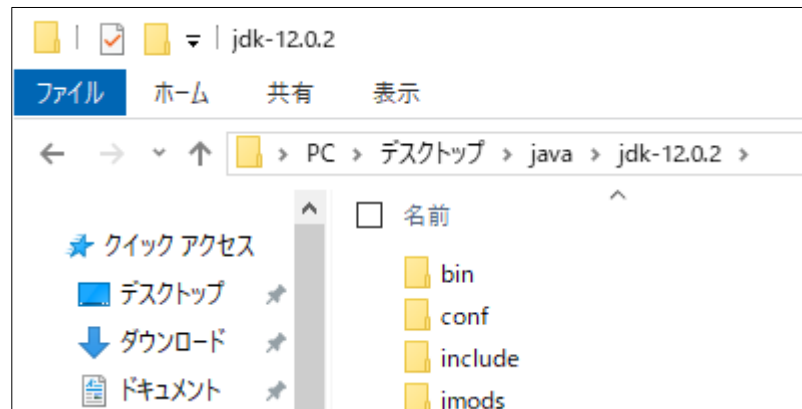 jdk-12.0.2
ファイル ホーム 共有 表示
PC > デスクトップ > java > jdk-12.0.2 >
名前
クイック アクセス
デスクトップ
ダウンロード
ドキュメント
bin
conf
include
jmods